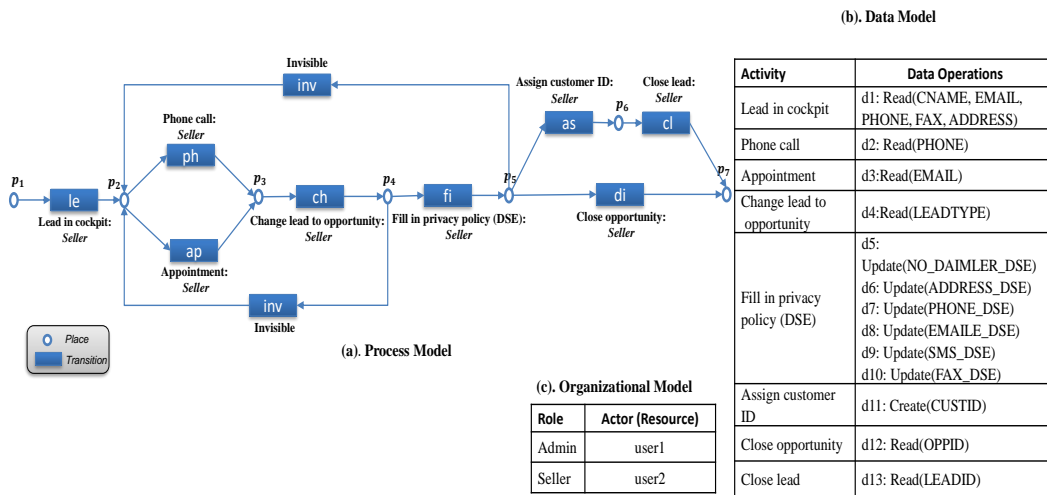 (b). Data Model
Invisible
inv
Phone call:
Seller
ph
Assign customer ID:
Seller
as
p6
Close lead:
Seller
cl
p1
le
Lead in cockpit:
Seller
p2
p3
ch
Change lead to opportunity:
Seller
p4
fi
Fill in privacy policy (DSE):
Seller
p5
di
Close opportunity:
Seller
p7
ap
Appointment:
Seller
inv
Invisible
Place
Transition
(a). Process Model
(c). Organizational Model
Role Actor (Resource)
Admin user1
Seller user2
Activity Data Operations
Lead in cockpit d1: Read(CNAME, EMAIL,
PHONE, FAX, ADDRESS)
Phone call d2: Read(PHONE)
Appointment d3:Read(EMAIL)
Change lead to
opportunity d4:Read(LEADTYPE)
Fill in privacy
policy (DSE)
d5:
Update(NO_DAIMLER_DSE)
d6: Update(ADDRESS_DSE)
d7: Update(PHONE_DSE)
d8: Update(EMAILE_DSE)
d9: Update(SMS_DSE)
d10: Update(FAX_DSE)
Assign customer
ID d11: Create(CUSTID)
Close opportunity d12: Read(OPPID)
Close lead d13: Read(LEADID)